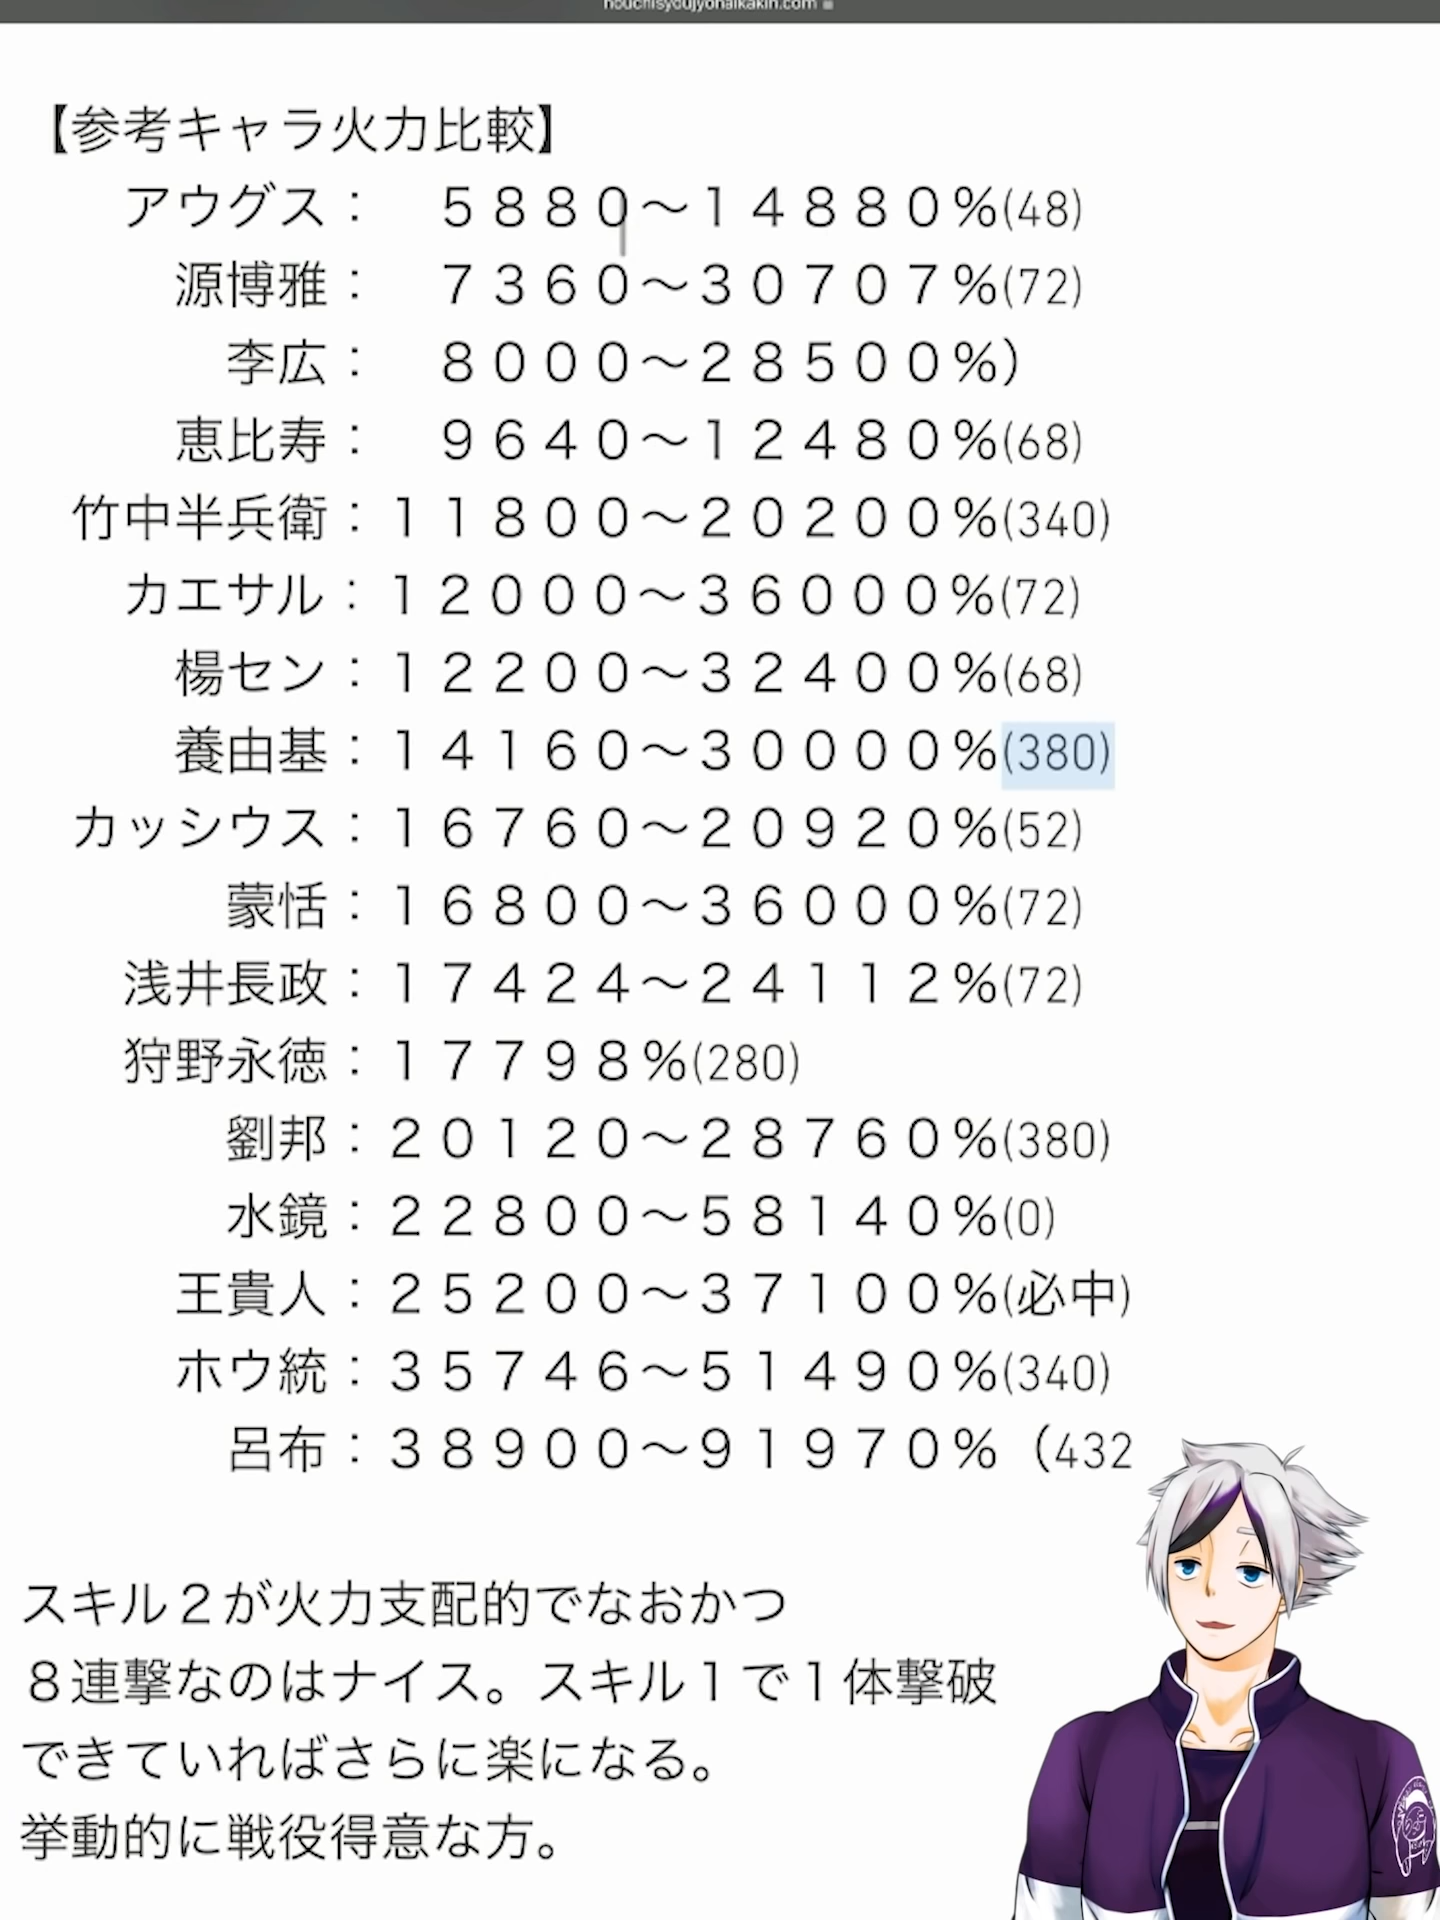 nouchisyoujyonaikakin.com
【参考キャラ火力比較】
アウグス： ５８８０～１４８８０％(48)
源博雅： ７３６０～３０７０７％(72)
李広： ８０００～２８５００％）
恵比寿： ９６４０～１２４８０％(68)
竹中半兵衛：１１８００～２０２００％(340)
カエサル：１２０００～３６０００％(72)
楊セン：１２２００～３２４００％(68)
養由基：１４１６０～３００００％(380)
カッシウス：１６７６０～２０９２０％(52)
蒙恬：１６８００～３６０００％(72)
浅井長政：１７４２４～２４１１２％(72)
狩野永徳：１７７９８％(280)
劉邦：２０１２０～２８７６０％(380)
水鏡：２２８００～５８１４０％(0)
王貴人：２５２００～３７１００％(必中)
ホウ統：３５７４６～５１４９０％(340)
呂布：３８９００～９１９７０％（432
スキル２が火力支配的でなおかつ
８連撃なのはナイス。スキル１で１体撃破
できていればさらに楽になる。
挙動的に戦役得意な方。